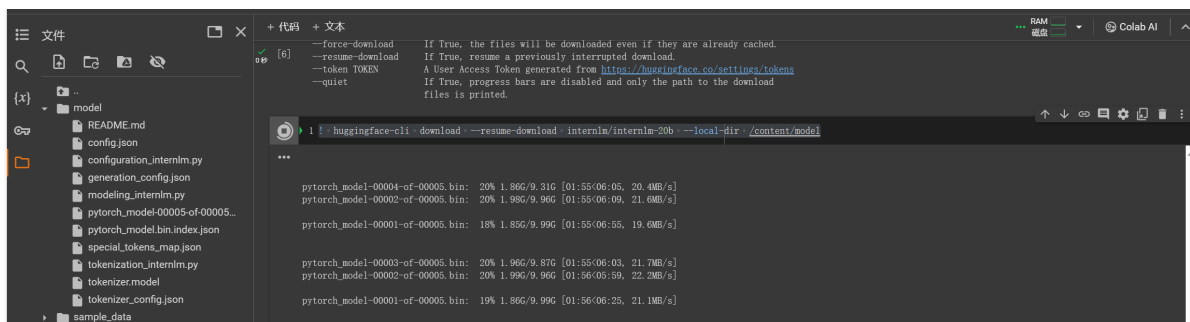 文件
..
model
README.md
config.json
configuration_internlm.py
generation_config.json
modeling_internlm.py
pytorch_model-00005-of-00005...
pytorch_model.bin.index.json
special_tokens_map.json
tokenization_internlm.py
tokenizer.model
tokenizer_config.json
sample_data
{x}
+ 代码 + 文本
RAM
磁盘
Colab AI
[6]
--force-download If True, the files will be downloaded even if they are already cached.
--resume-download If True, resume a previously interrupted download.
--token TOKEN A User Access Token generated from https://huggingface.co/settings/tokens
--quiet If True, progress bars are disabled and only the path to the download
files is printed.
1 ! huggingface-cli download --resume-download internlm/internlm-20b --local-dir /content/model
pytorch_model-00004-of-00005.bin: 20% 1.86G/9.31G [01:55<06:05, 20.4MB/s]
pytorch_model-00002-of-00005.bin: 20% 1.98G/9.96G [01:55<06:09, 21.6MB/s]
pytorch_model-00001-of-00005.bin: 18% 1.85G/9.99G [01:55<06:55, 19.6MB/s]
pytorch_model-00003-of-00005.bin: 20% 1.96G/9.87G [01:55<06:03, 21.7MB/s]
pytorch_model-00002-of-00005.bin: 20% 1.99G/9.96G [01:56<05:59, 22.2MB/s]
pytorch_model-00001-of-00005.bin: 19% 1.86G/9.99G [01:56<06:25, 21.1MB/s]